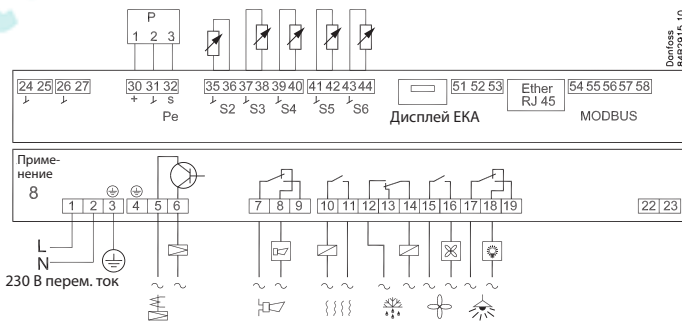 P
1 2 3
Danfoss
84B2915.10
24 25 26 27 30 31 32 35 36 37 38 39 40 41 42 43 44 51 52 53 54 55 56 57 58
+ s
Pe
S2 S3 S4 S5 S6
Дисплей EKA
Ether
RJ 45
MODBUS
Приме-
нение
8
1 2 3 4 5 6 7 8 9 10 11 12 13 14 15 16 17 18 19 22 23
L
N
230 В перем. ток